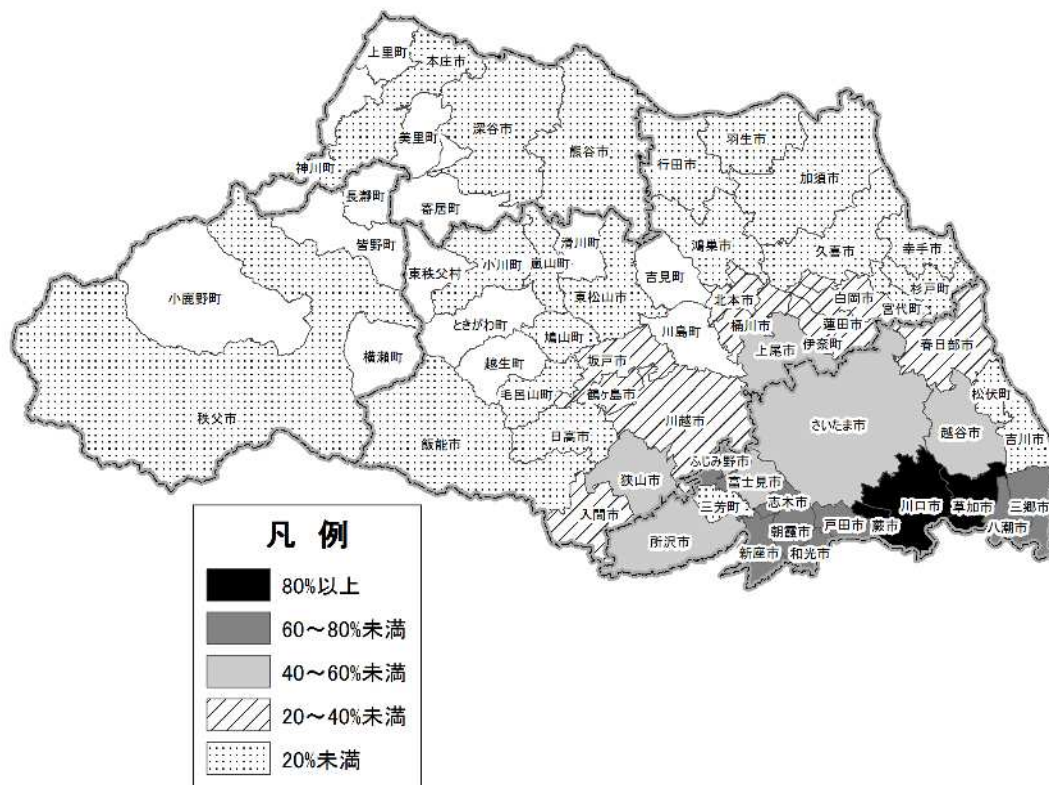 上里町
本庄市
美里町
深谷市
熊谷市
神川町
長瀞町
寄居町
皆野町
行田市
羽生市
加須市
鴻巣市
久喜市
幸手市
杉戸町
東秩父村
小川町
嵐山町
滑川町
吉見町
東松山市
小鹿野町
ときがわ町
鳩山町
川島町
北本市
桶川市
白岡市
宮代町
蓮田市
上尾市
伊奈町
春日部市
横瀬町
越生町
坂戸市
毛呂山町
鶴ヶ島市
川越市
さいたま市
松伏町
越谷市
吉川市
秩父市
飯能市
日高市
ふじみ野市
狭山市
富士見市
三芳町
志木市
入間市
所沢市
朝霞市
戸田市
蕨市
川口市
草加市
三郷市
八潮市
新座市
和光市
凡 例
80%以上
60～80%未満
40～60%未満
20～40%未満
20%未満